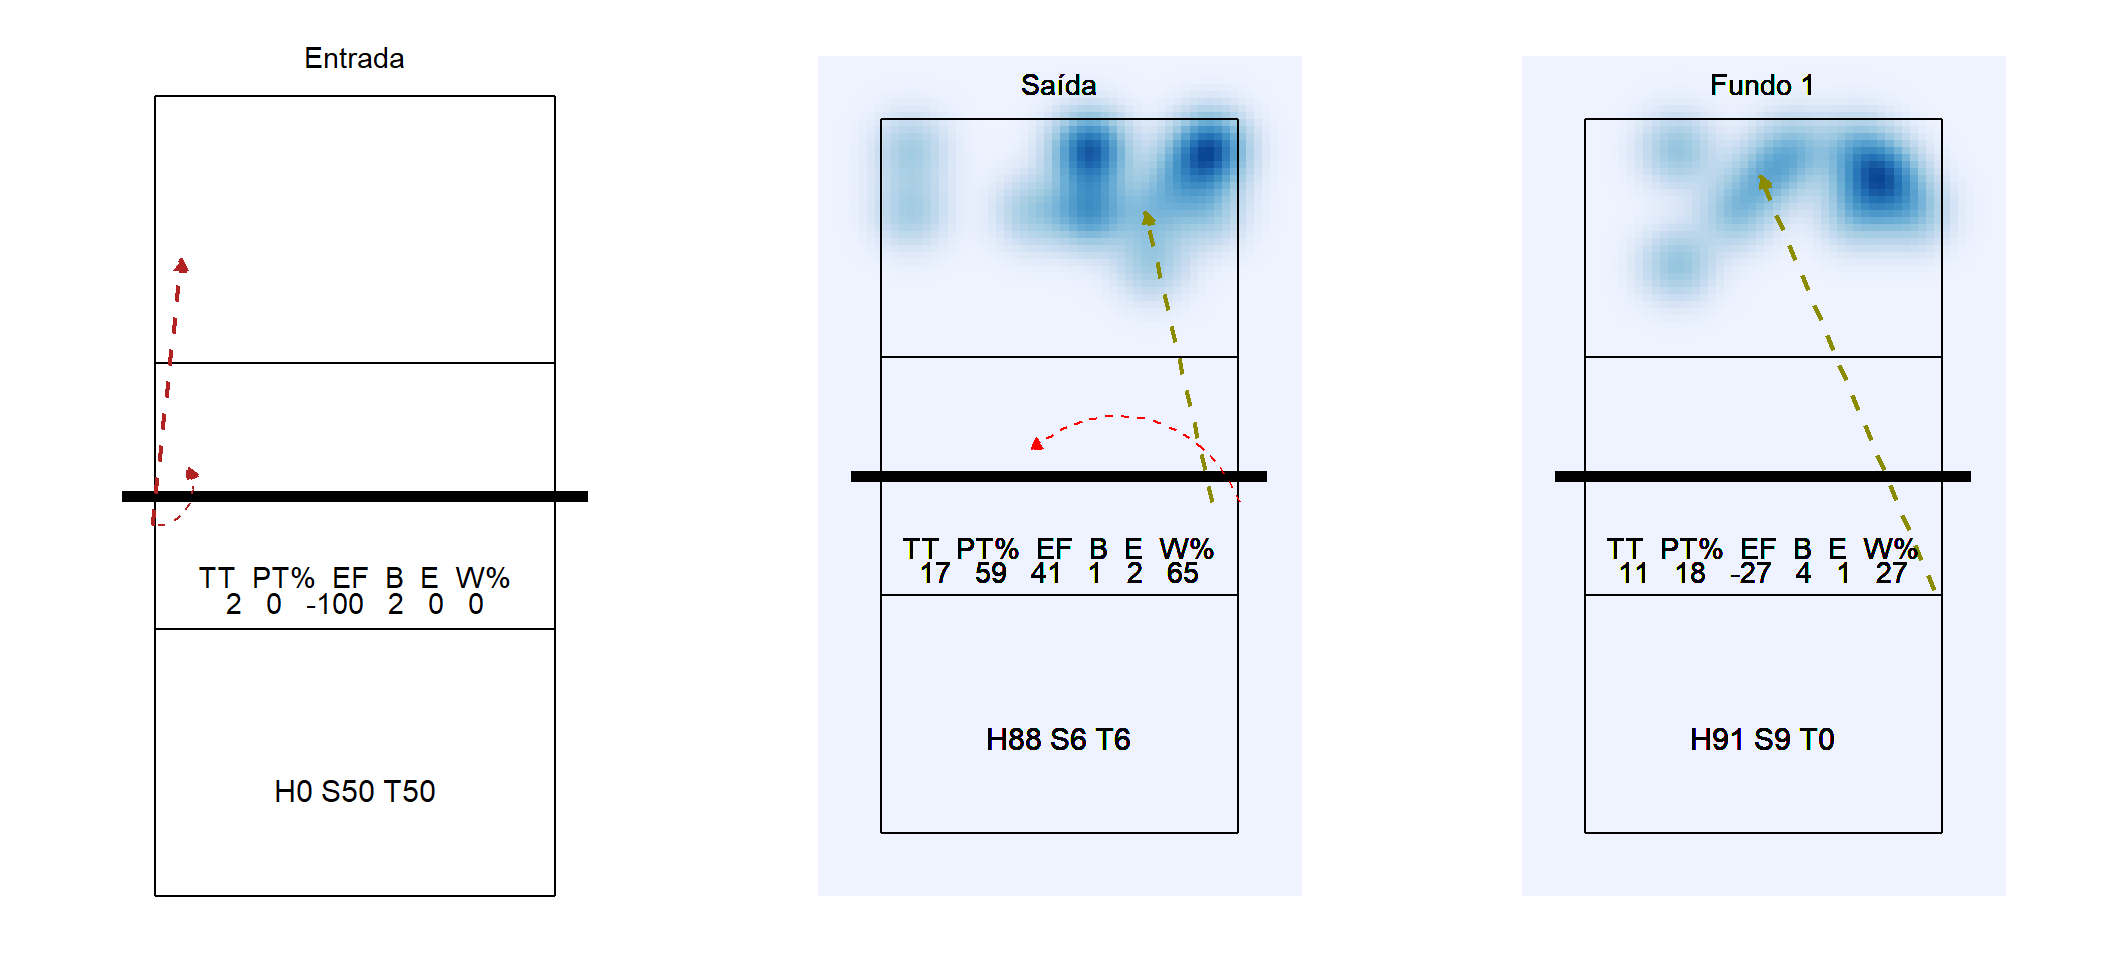 Entrada
TT PT% EF B E W%
2 0 -100 2 0 0
H0 S50 T50
Saída
TT PT% EF B E W%
17 59 41 1 2 65
H88 S6 T6
Fundo 1
TT PT% EF B E W%
11 18 -27 4 1 27
H91 S9 T0